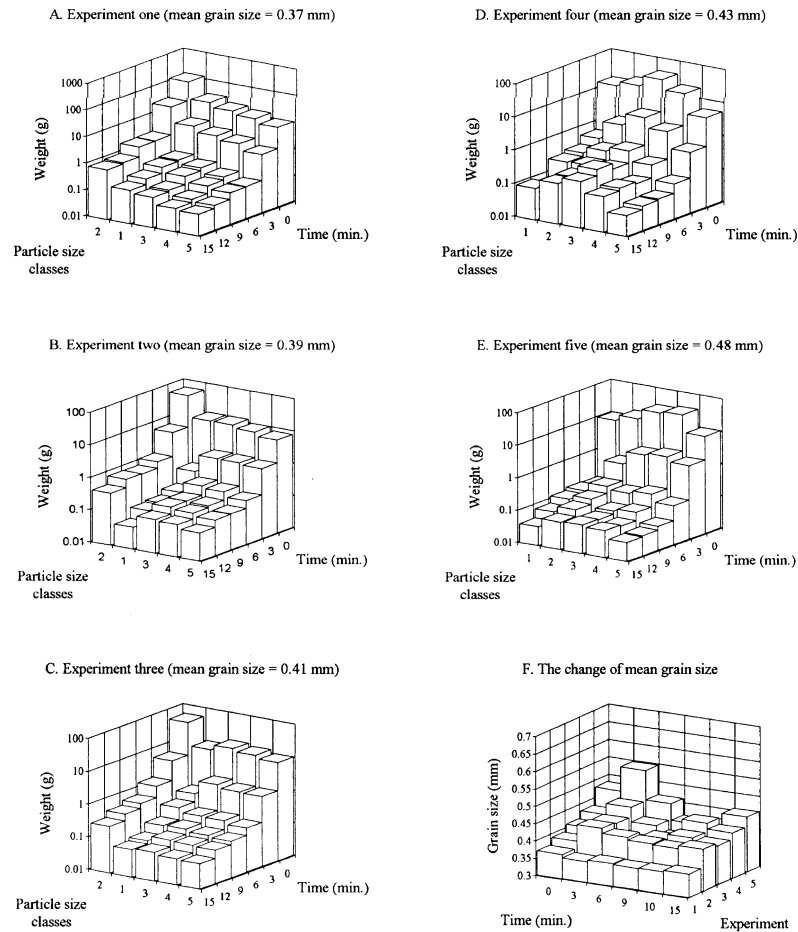 A. Experiment one (mean grain size = 0.37 mm)
1000
100
10
1
0.1
0.01
Weight (g)
2 1 3 4 5
15 12 9 6 3 0
Time (min.)
Particle size
classes
D. Experiment four (mean grain size = 0.43 mm)
100
10
1
0.1
0.01
Weight (g)
1 2 3 4 5
15 12 9 6 3 0
Time (min.)
Particle size
classes
B. Experiment two (mean grain size = 0.39 mm)
100
10
1
0.1
0.01
Weight (g)
2 1 3 4 5
15 12 9 6 3 0
Time (min.)
Particle size
classes
E. Experiment five (mean grain size = 0.48 mm)
100
10
1
0.1
0.01
Weight (g)
1 2 3 4 5
15 12 9 6 3 0
Time (min.)
Particle size
classes
C. Experiment three (mean grain size = 0.41 mm)
100
10
1
0.1
0.01
Weight (g)
2 1 3 4 5
15 12 9 6 3 0
Time (min.)
Particle size
classes
F. The change of mean grain size
0.7
0.65
0.6
0.55
0.5
0.45
0.4
0.35
0.3
Grain size (mm)
0 3 6 9 10 15
1 2 3 4 5
Time (min.)
Experiment